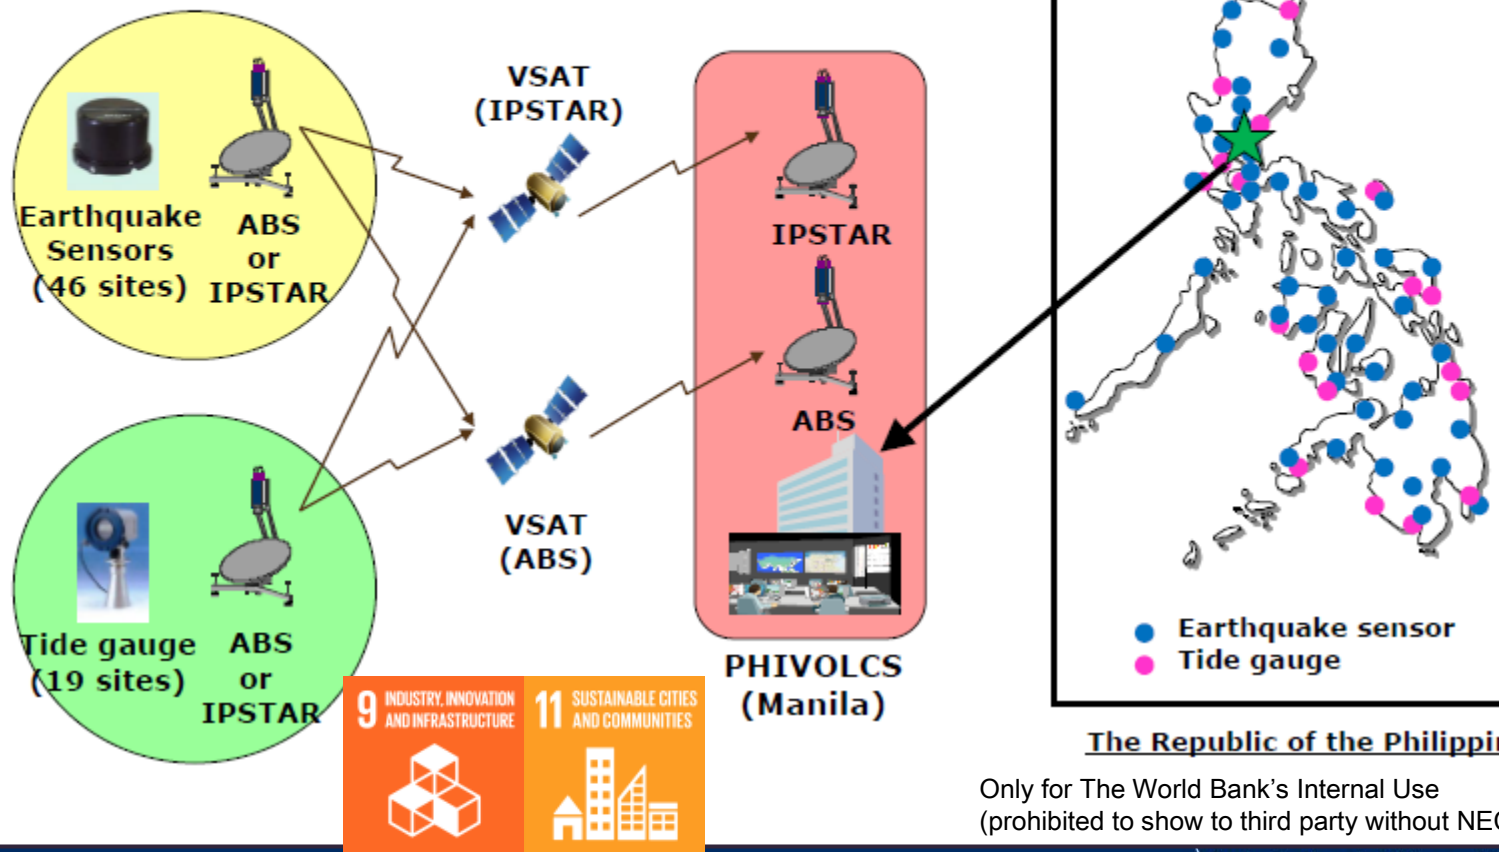 VSAT
(IPSTAR)
Earthquake
Sensors
(46 sites)
ABS
or
IPSTAR
IPSTAR
ABS
VSAT
(ABS)
Tide gauge
(19 sites)
ABS
or
IPSTAR
PHIVOLCS
(Manila)
9 INDUSTRY, INNOVATION
AND INFRASTRUCTURE
11 SUSTAINABLE CITIES
AND COMMUNITIES
Earthquake sensor
Tide gauge
The Republic of the Philippin
Only for The World Bank's Internal Use
(prohibited to show to third party without NEC